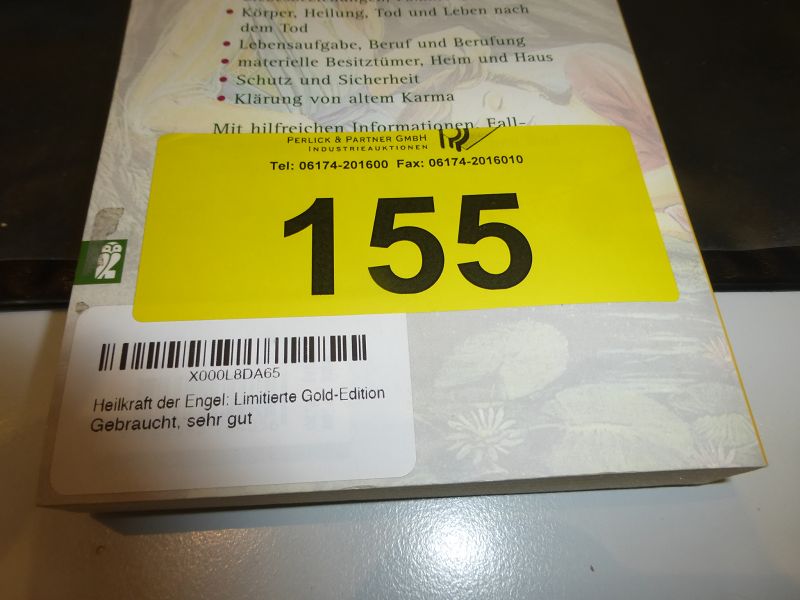 • Körper, Heilung, Tod und Leben nach
dem Tod
• Lebensaufgabe, Beruf und Berufung
• materielle Besitztümer, Heim und Haus
• Schutz und Sicherheit
• Klärung von altem Karma
Mit hilfreichen Informationen, Fall-
PERLICK & PARTNER GMBH
INDUSTRIEAUKTIONEN
Tel: 06174-201600 Fax: 06174-2016010
155
X000L8DA65
Heilkraft der Engel: Limitierte Gold-Edition
Gebraucht, sehr gut